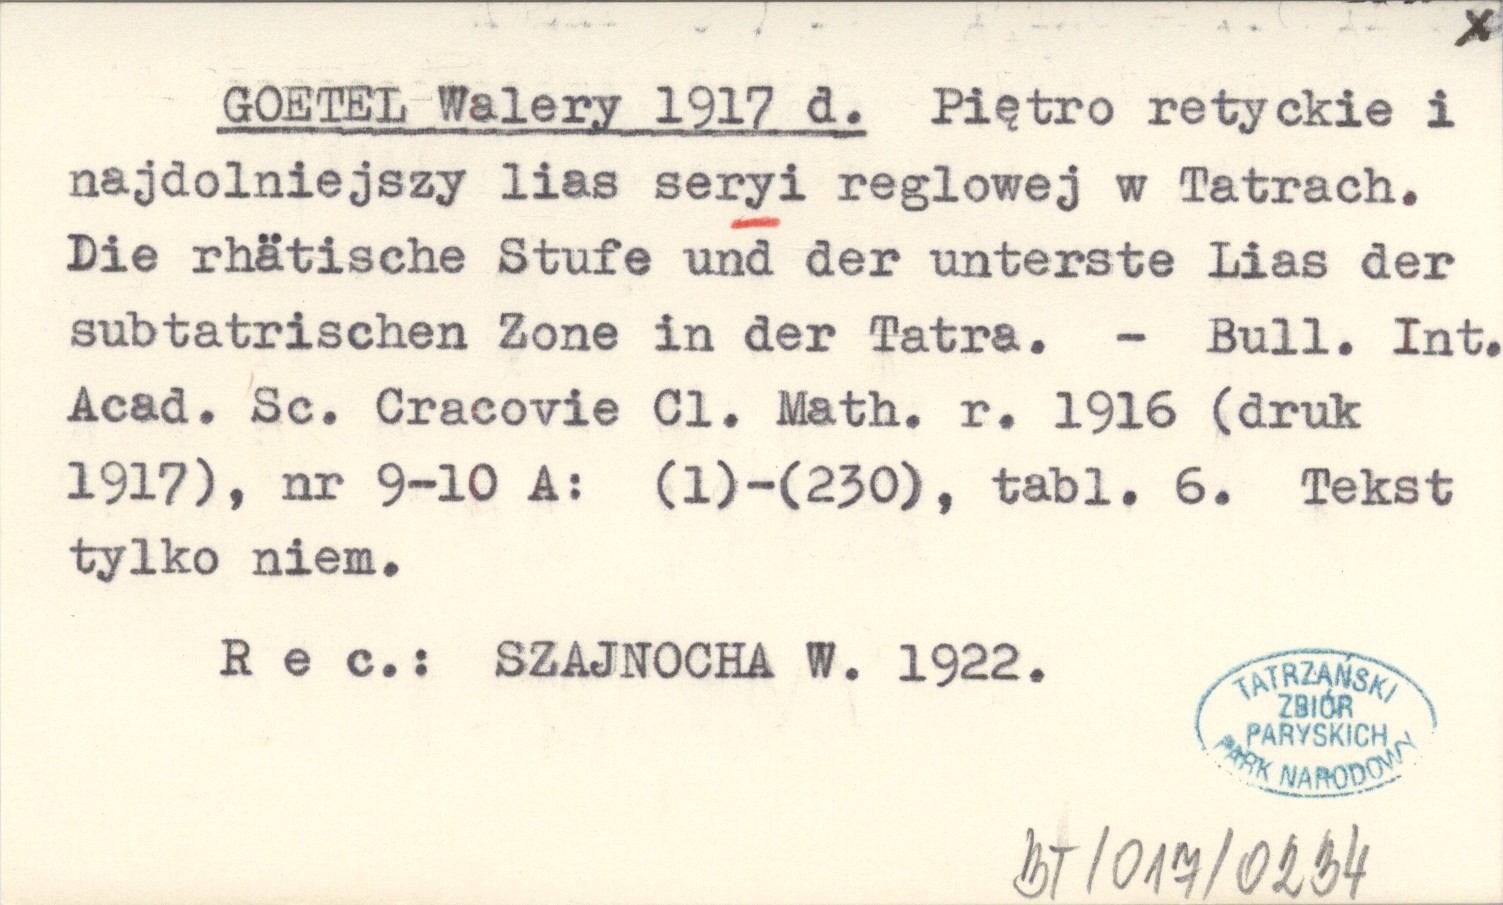 x
GOETEL Walery 1917 d. Piętro retyckie i
najdolniejszy lias seryi reglowej w Tatrach.
Die rhätische Stufe und der unterste Lias der
subtatrischen Zone in der Tatra. - Bull. Int.
Acad. Sc. Cracovie Cl. Math. r. 1916 (druk
1917), nr 9-10 A: (1)-(230), tabl. 6. Tekst
tylko niem.
R e c.: SZAJNOCHA W. 1922.
TATRZAŃSKI
ZBIÓR
PARYSKICH
PARK NARODOWY
BT/017/0234